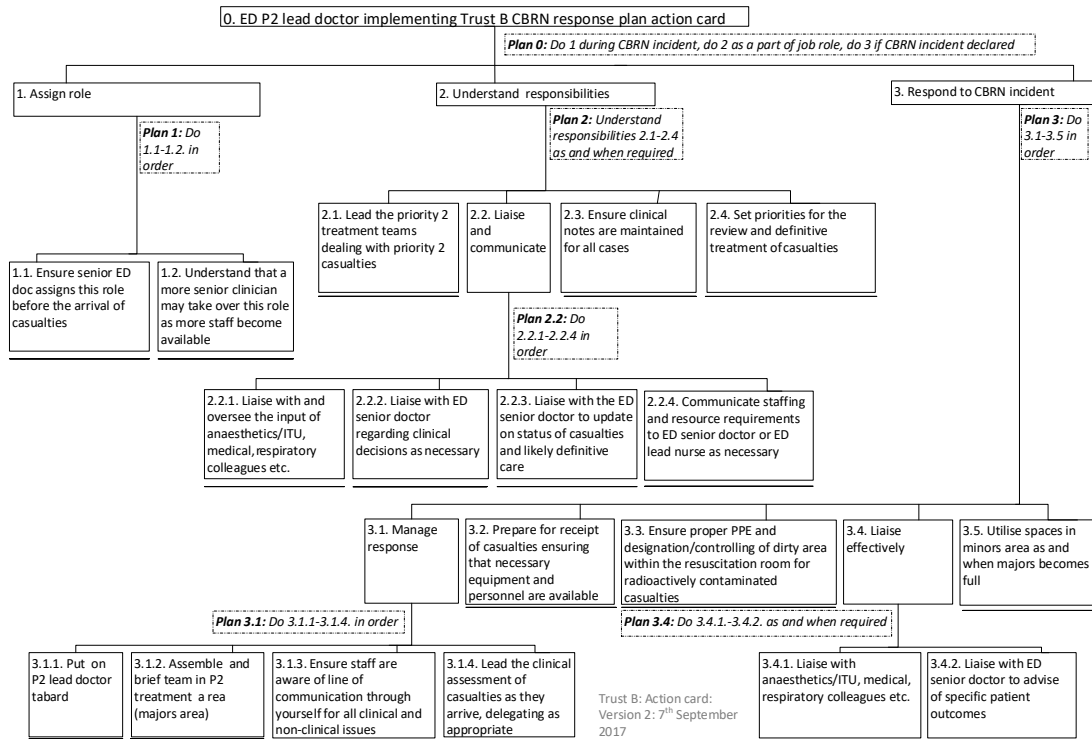 0. ED P2 lead doctor implementing Trust B CBRN response plan action card
Plan 0: Do 1 during CBRN incident, do 2 as a part of job role, do 3 if CBRN incident declared
1. Assign role
2. Understand responsibilities
3. Respond to CBRN incident
Plan 1: Do
1.1-1.2. in
order
Plan 2: Understand
responsibilities 2.1-2.4
as and when required
Plan 3: Do
3.1-3.5 in
order
2.1. Lead the priority 2
treatment teams
dealing with priority 2
casualties
2.2. Liaise
and
communicate
2.3. Ensure clinical
notes are
maintained
for all cases
2.4. Set priorities for the
review and definitive
treatment of casualties
1.1. Ensure senior ED
doc assigns this role
before the arrival of
casualties
1.2. Understand that a
more senior clinician
may take over this role
as more staff become
available
Plan 2.2: Do
2.2.1-2.2.4 in
order
2.2.1. Liaise with and
oversee the input of
anaesthetics/ITU,
medical, respiratory
colleagues etc.
2.2.2. Liaise with ED
senior doctor
regarding clinical
decisions as necessary
2.2.3. Liaise with the ED
senior doctor to update
on status of casualties
and likely definitive
care
2.2.4. Communicate staffing
and resource requirements
to ED senior doctor or ED
lead nurse as necessary
3.1. Manage
response
3.2. Prepare for receipt
of casualties ensuring
that necessary
equipment and
personnel are available
3.3. Ensure proper PPE and
designation/controlling of dirty area
within the resuscitation room for
radioactively contaminated
casualties
3.4. Liaise
effectively
3.5. Utilise spaces in
minors area as and
when majors becomes
full
Plan 3.1: Do 3.1.1-3.1.4. in order
Plan 3.4: Do 3.4.1.-3.4.2. as and when required
3.1.1. Put on
P2 lead doctor
tabard
3.1.2. Assemble and
brief team in P2
treatment a rea
(majors area)
3.1.3. Ensure staff are
aware of line of
communication through
yourself for all clinical and
non-clinical issues
3.1.4. Lead the clinical
assessment of
casualties as they
arrive, delegating as
appropriate
Trust B: Action card:
Version 2: 7th September
2017
3.4.1. Liaise with
anaesthetics/ITU, medical,
respiratory colleagues etc.
3.4.2. Liaise with ED
senior doctor to advise
of specific patient
outcomes